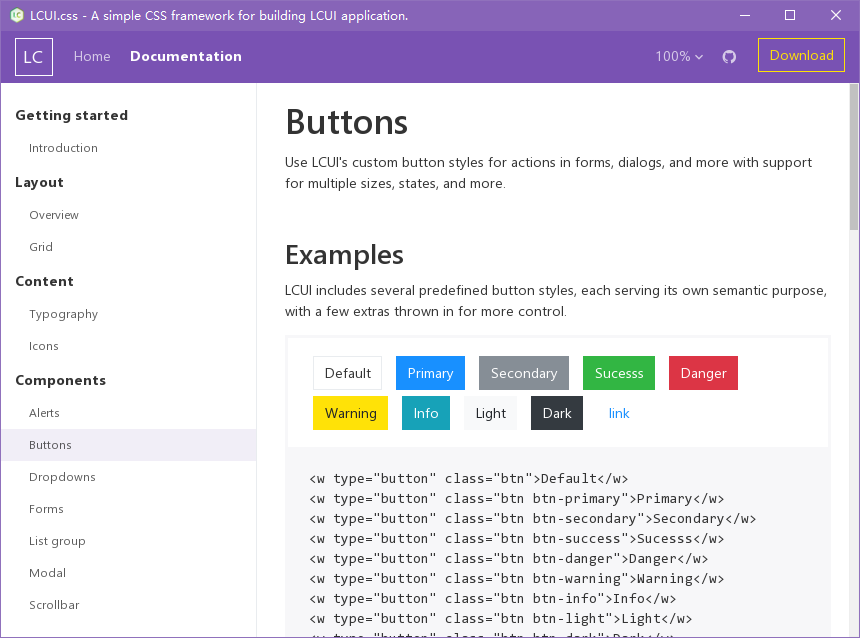 LCUI.css - A simple CSS framework for building LCUI application.
LC Home Documentation 100% Download
Getting started
Introduction
Layout
Overview
Grid
Content
Typography
Icons
Components
Alerts
Buttons
Dropdowns
Forms
List group
Modal
Scrollbar
Buttons
Use LCUI's custom button styles for actions in forms, dialogs, and more with support
for multiple sizes, states, and more.
Examples
LCUI includes several predefined button styles, each serving its own semantic purpose,
with a few extras thrown in for more control.
Default Primary Secondary Sucesss Danger
Warning Info Light Dark link
<w type="button" class="btn">Default</w>
<w type="button" class="btn btn-primary">Primary</w>
<w type="button" class="btn btn-secondary">Secondary</w>
<w type="button" class="btn btn-success">Sucesss</w>
<w type="button" class="btn btn-danger">Danger</w>
<w type="button" class="btn btn-warning">Warning</w>
<w type="button" class="btn btn-info">Info</w>
<w type="button" class="btn btn-light">Light</w>
<w type="button" class="btn btn-dark">Dark</w>